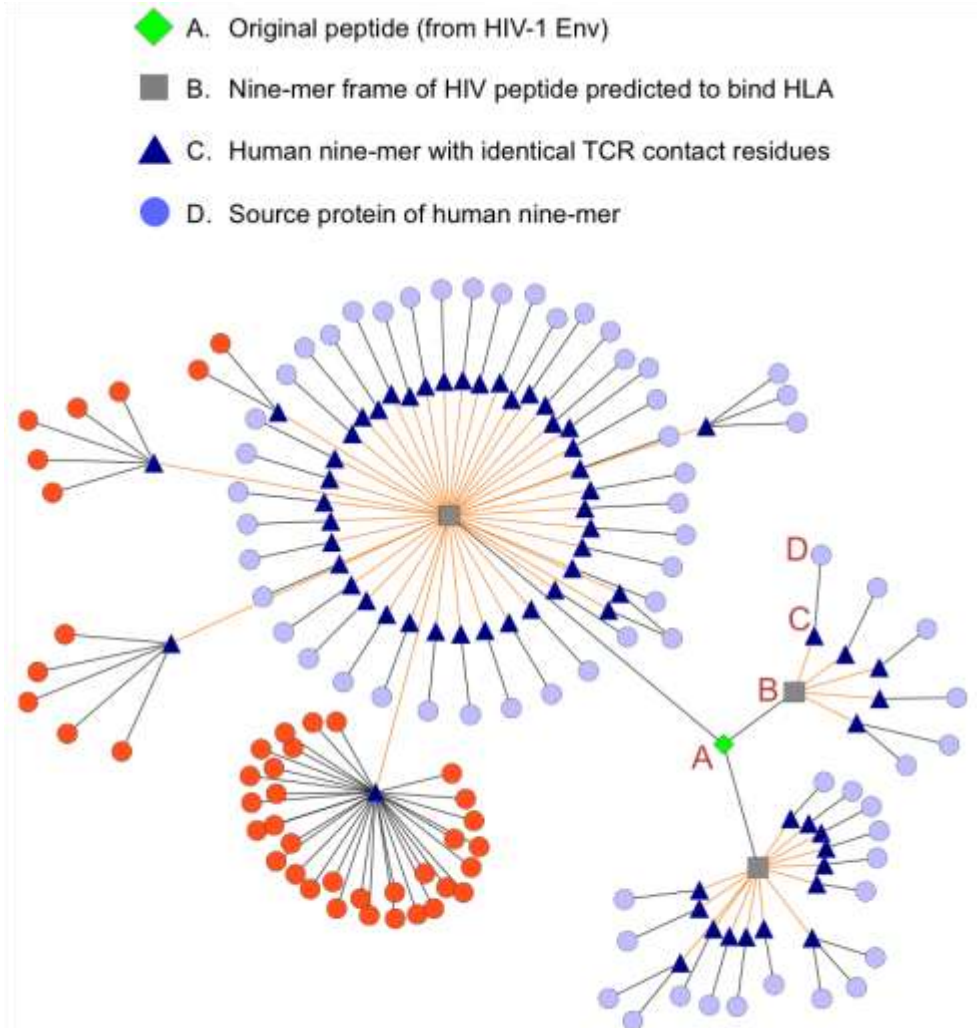 A. Original peptide (from HIV-1 Env)
B. Nine-mer frame of HIV peptide predicted to bind HLA
C. Human nine-mer with identical TCR contact residues
D. Source protein of human nine-mer
D
C
B
A